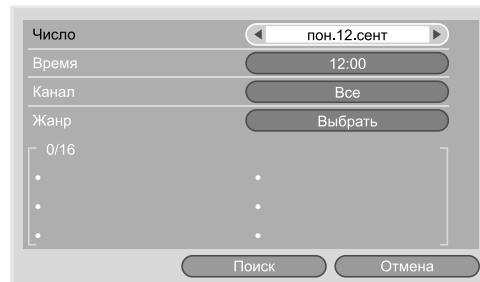 Число пон.12.сент
Время 12:00
Канал Все
Жанр Выбрать
0/16
Поиск Отмена